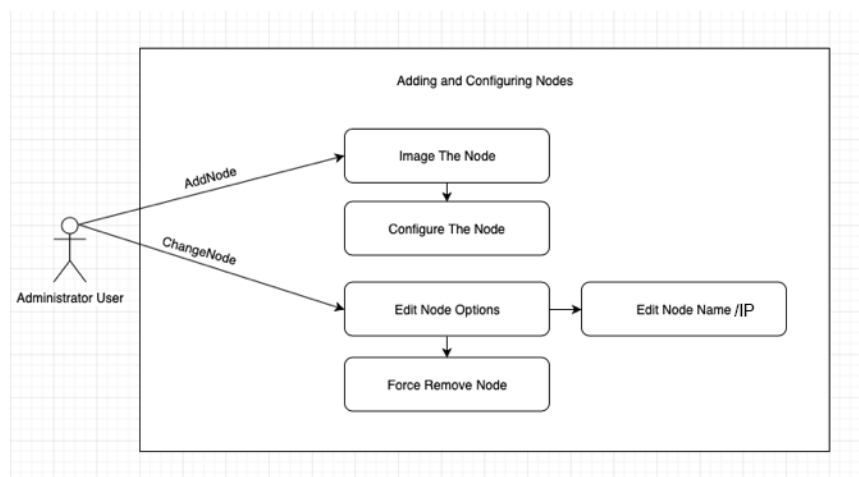 Adding and Configuring Nodes
AddNode
Image The Node
Configure The Node
ChangeNode
Administrator User
Edit Node Options
Edit Node Name /IP
Force Remove Node